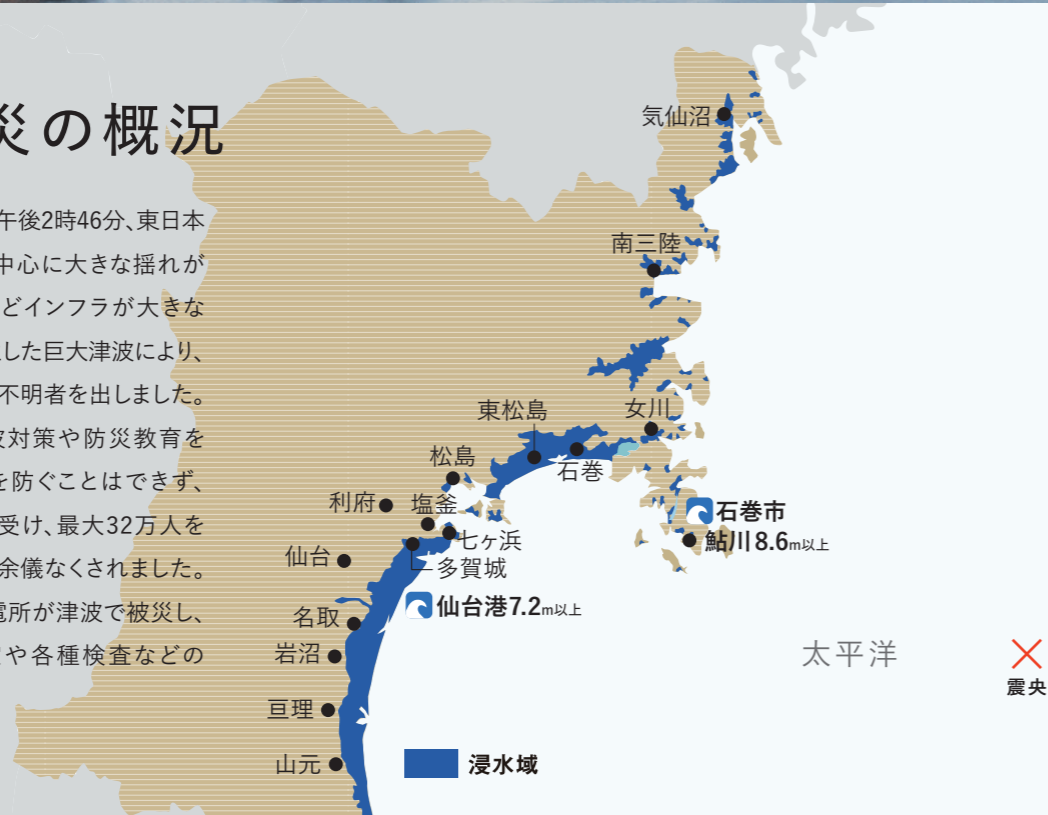 災の概況
午後2時46分、東日本
中心に大きな揺れが
どインフラが大きな
した巨大津波により、
不明者を出しました。
対策や防災教育を
を防ぐことはできず、
受け、最大32万人を
余儀なくされました。
電所が津波で被災し、
や各種検査などの
気仙沼
南三陸
東松島
女川
松島
石巻
利府
塩釜
七ヶ浜
多賀城
仙台
石巻市
鮎川8.6m以上
仙台港7.2m以上
名取
岩沼
亘理
山元
太平洋
震央
浸水域